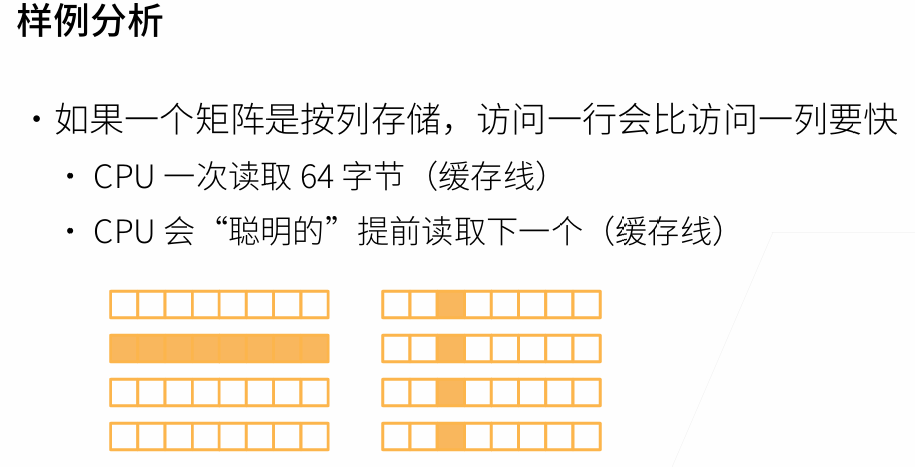 样例分析
• 如果一个矩阵是按列存储，访问一行会比访问一列要快
• CPU 一次读取 64 字节（缓存线）
• CPU 会“聪明的”提前读取下一个（缓存线）